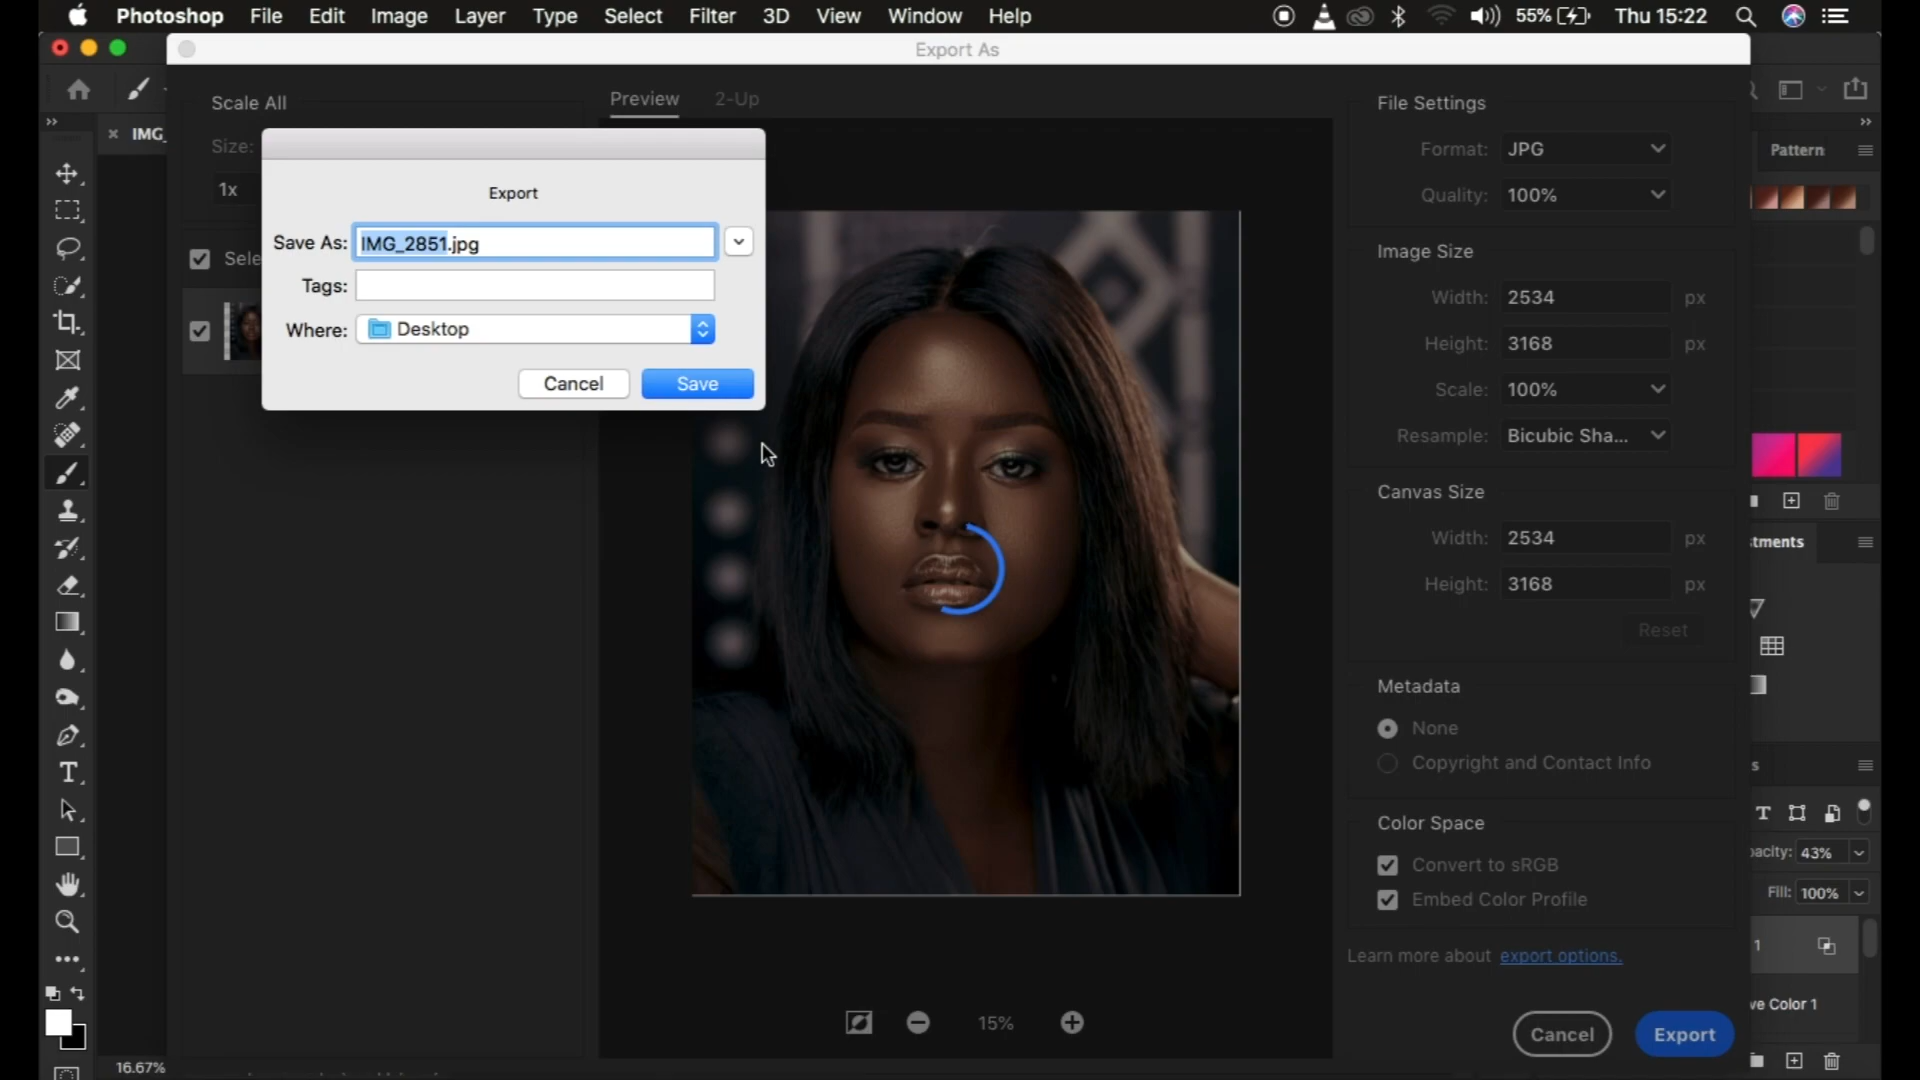 Photoshop File Edit Image Layer Type Select Filter 3D View Window Help 55% Thu 15:22
Export As
Scale All
Size:
1x
Preview 2-Up
File Settings
Format: JPG
Quality: 100%
Image Size
Width: 2534 px
Height: 3168 px
Scale: 100%
Resample: Bicubic Sha...
Canvas Size
Width: 2534 px
Height: 3168 px
Reset
Metadata
None
Copyright and Contact Info
Color Space
Convert to sRGB
Embed Color Profile
Learn more about export options.
Cancel Export
15%
IMG_
Sele
Export
Save As: IMG_2851.jpg
Tags:
Where: Desktop
Cancel Save
Pattern
stments
s
pacity: 43%
Fill: 100%
1
ve Color 1
16.67%